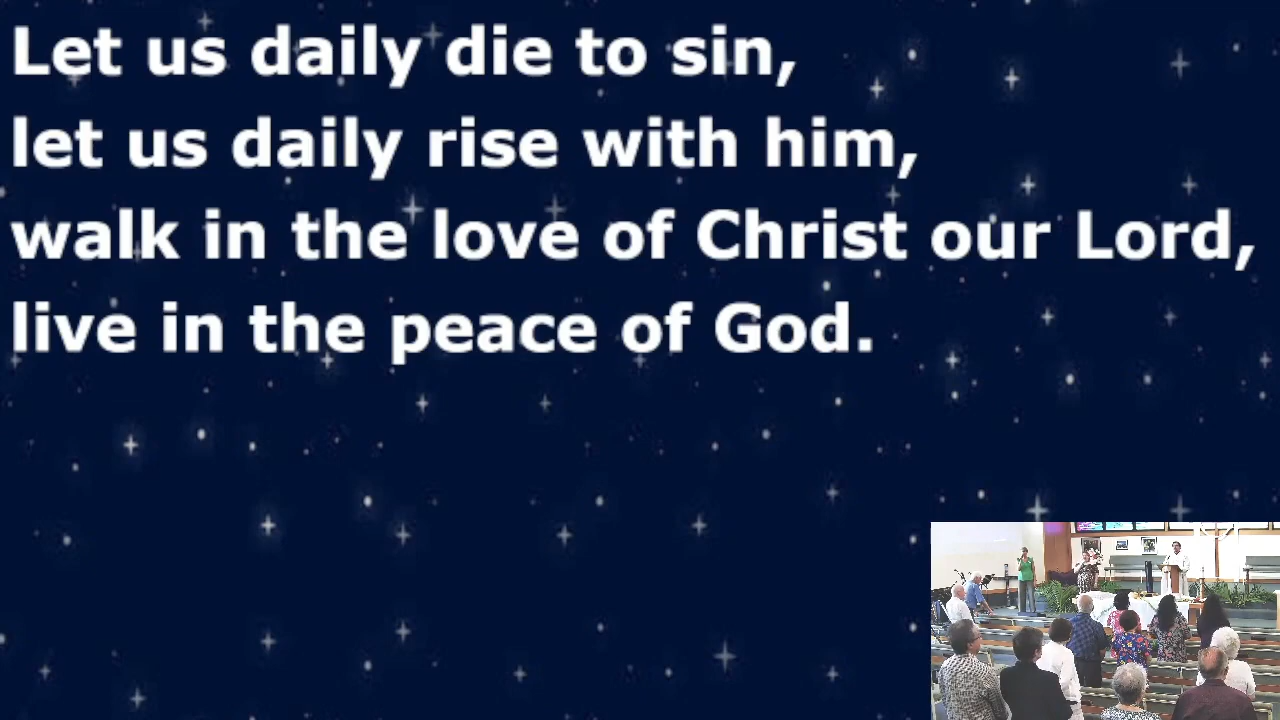 Let us daily die to sin,
let us daily rise with him,
walk in the love of Christ our Lord,
live in the peace of God.